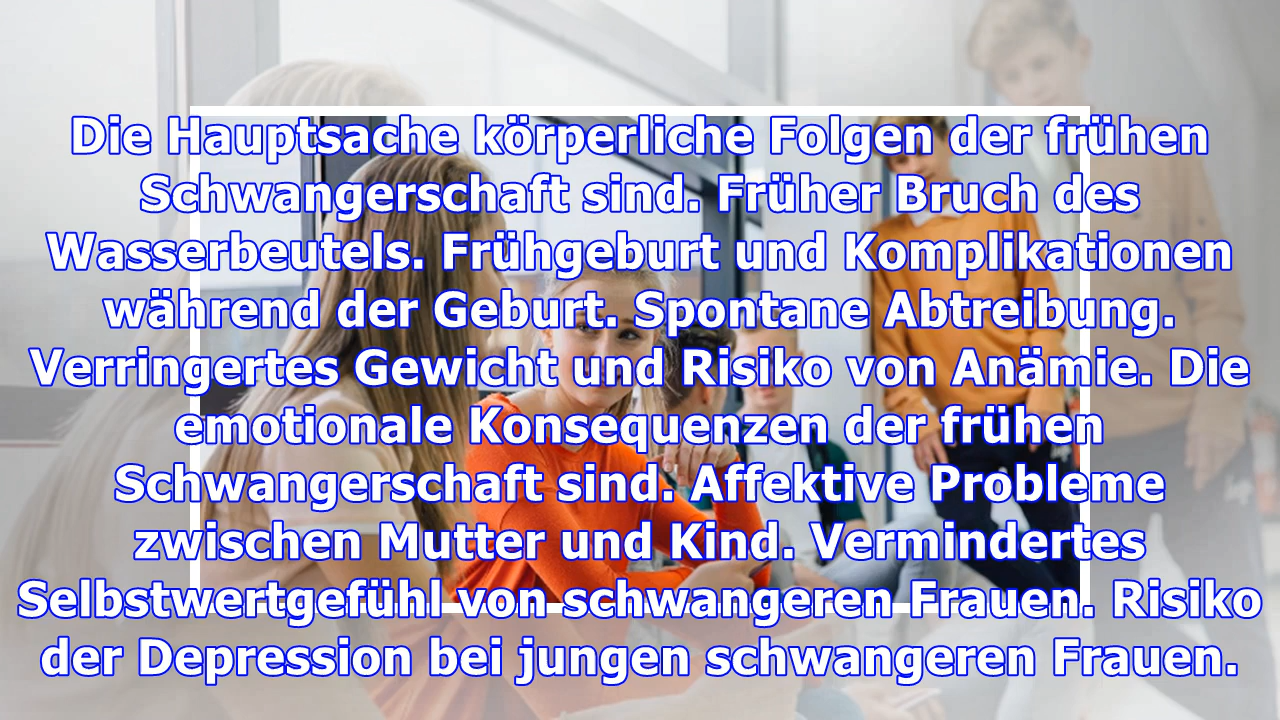 Die Hauptsache körperliche Folgen der frühen
Schwangerschaft sind. Früher Bruch des
Wasserbeutels. Frühgeburt und Komplikationen
während der Geburt. Spontane Abtreibung.
Verringertes Gewicht und Risiko von Anämie. Die
emotionale Konsequenzen der frühen
Schwangerschaft sind. Affektive Probleme
zwischen Mutter und Kind. Vermindertes
Selbstwertgefühl von schwangeren Frauen. Risiko
der Depression bei jungen schwangeren Frauen.